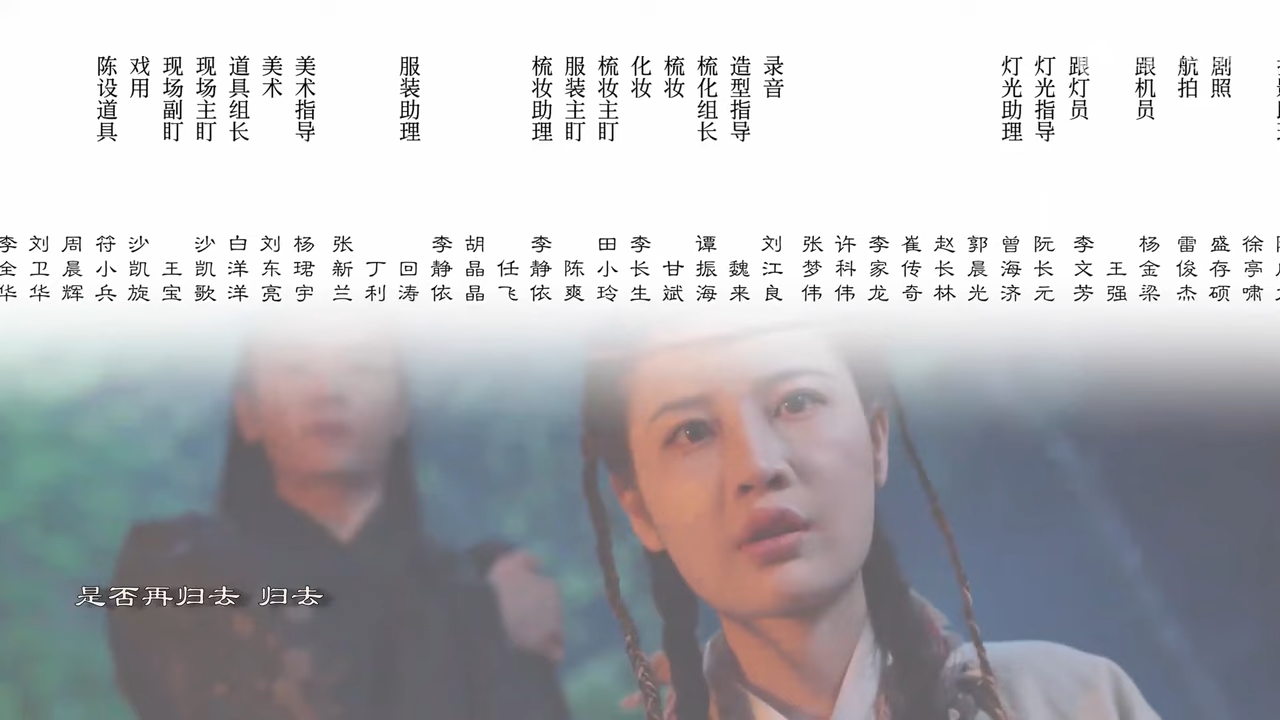 徐亭啸
剧照
盛存硕
航拍
雷俊杰
跟机员
杨金梁
王强
跟灯员
李文芳
灯光指导
阮长元
灯光助理
曾海济
郭晨光
赵长林
崔传奇
李家龙
许科伟
张梦伟
录音
刘江良
造型指导
魏来
梳化组长
谭振海
梳妆
甘斌
化妆
李长生
梳妆主盯
田小玲
服装主盯
陈爽
梳妆助理
李静依
任飞
胡晶晶
李静依
服装助理
回涛
丁利
张新兰
美术指导
杨珺宇
美术
刘东亮
道具组长
白洋洋
现场主盯
沙凯歌
现场副盯
王宝
戏用
沙凯旋
陈设道具
符小兵
周晨辉
刘卫华
李全华
是否再归去 归去